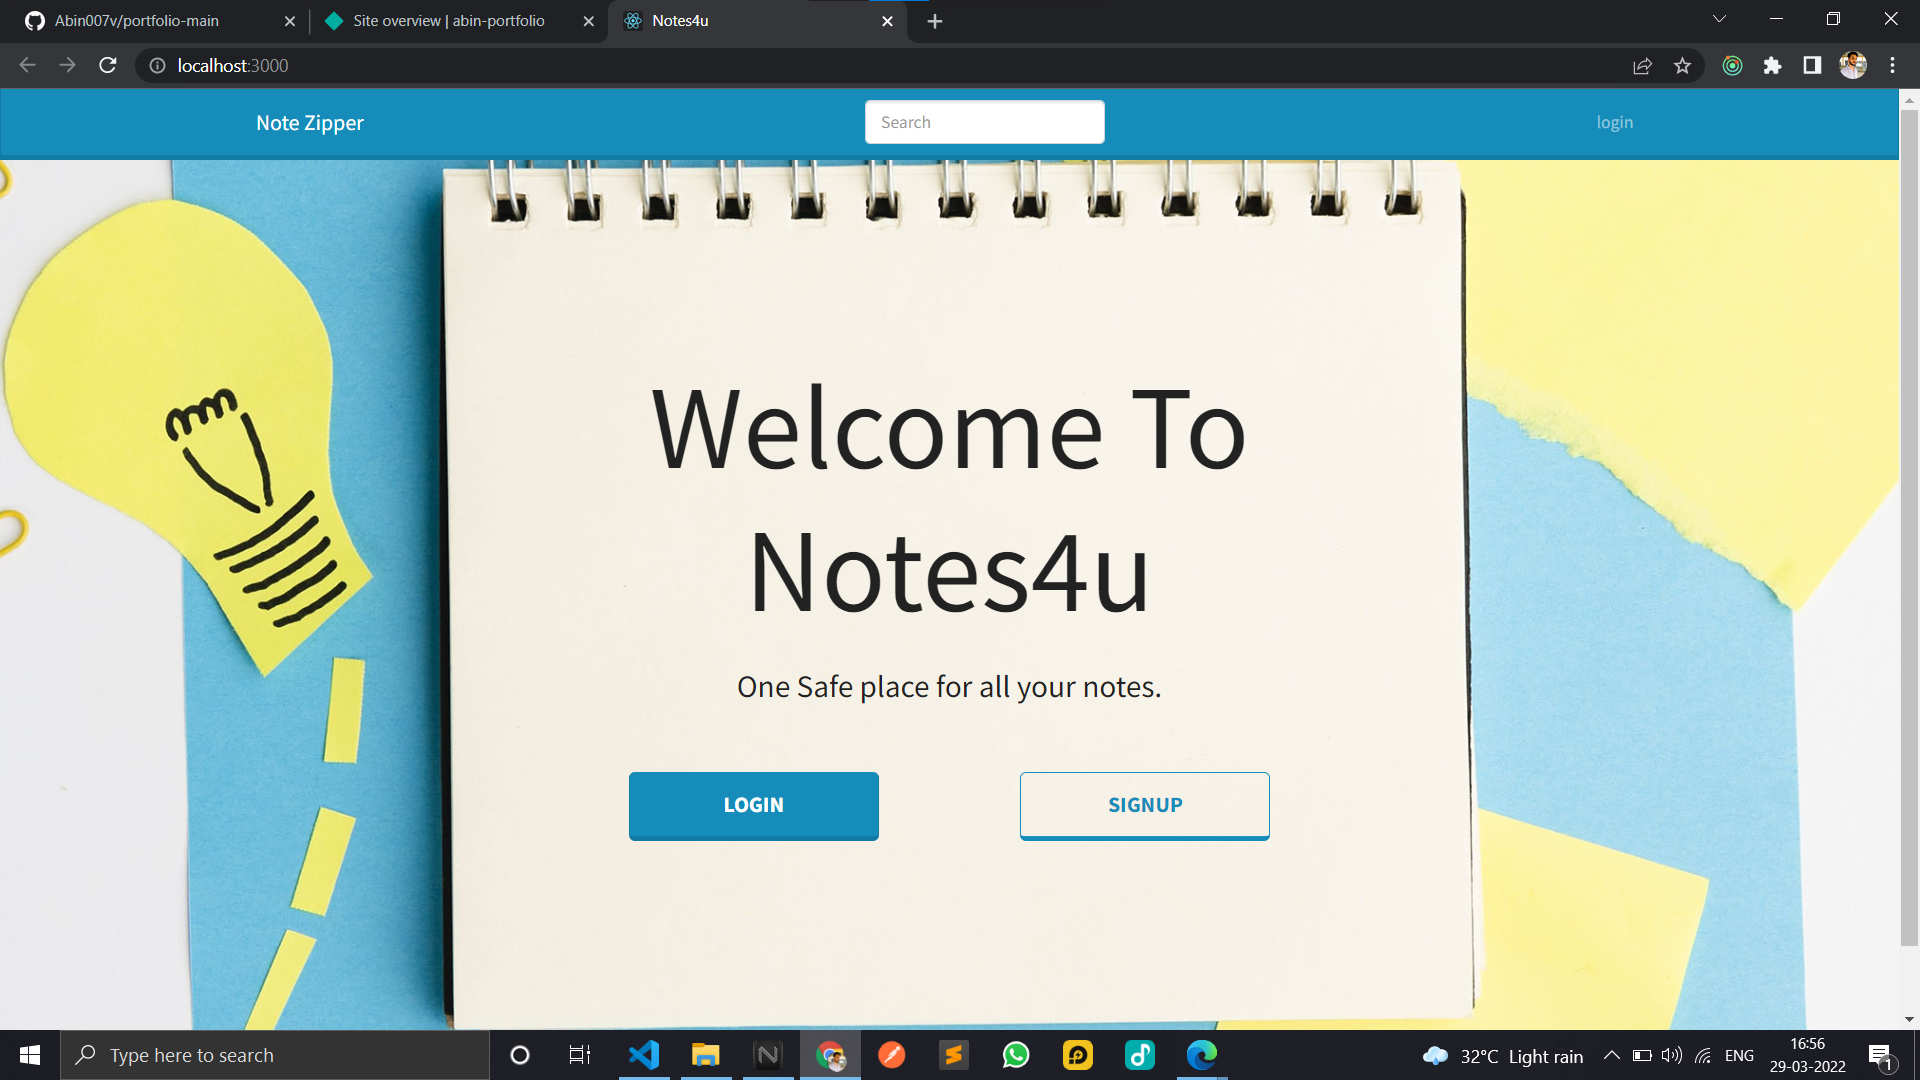 Abin007v/portfolio-main
Site overview | abin-portfolio
Notes4u
localhost:3000
Note Zipper
Search
login
Welcome To
Notes4u
One Safe place for all your notes.
LOGIN
SIGNUP
Type here to search
32°C Light rain
ENG
16:56
29-03-2022
1